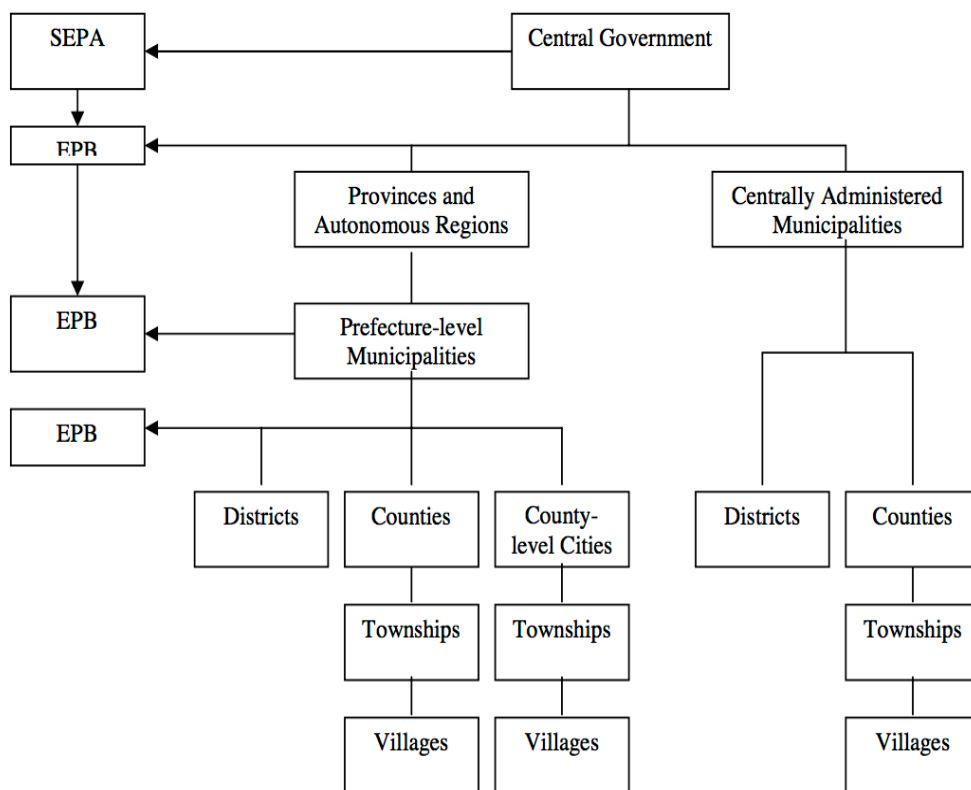 SEPA
Central Government
EPB
Provinces and
Autonomous Regions
Centrally Administered
Municipalities
EPB
Prefecture-level
Municipalities
EPB
Districts
Counties
County-
level Cities
Districts
Counties
Townships
Townships
Townships
Villages
Villages
Villages